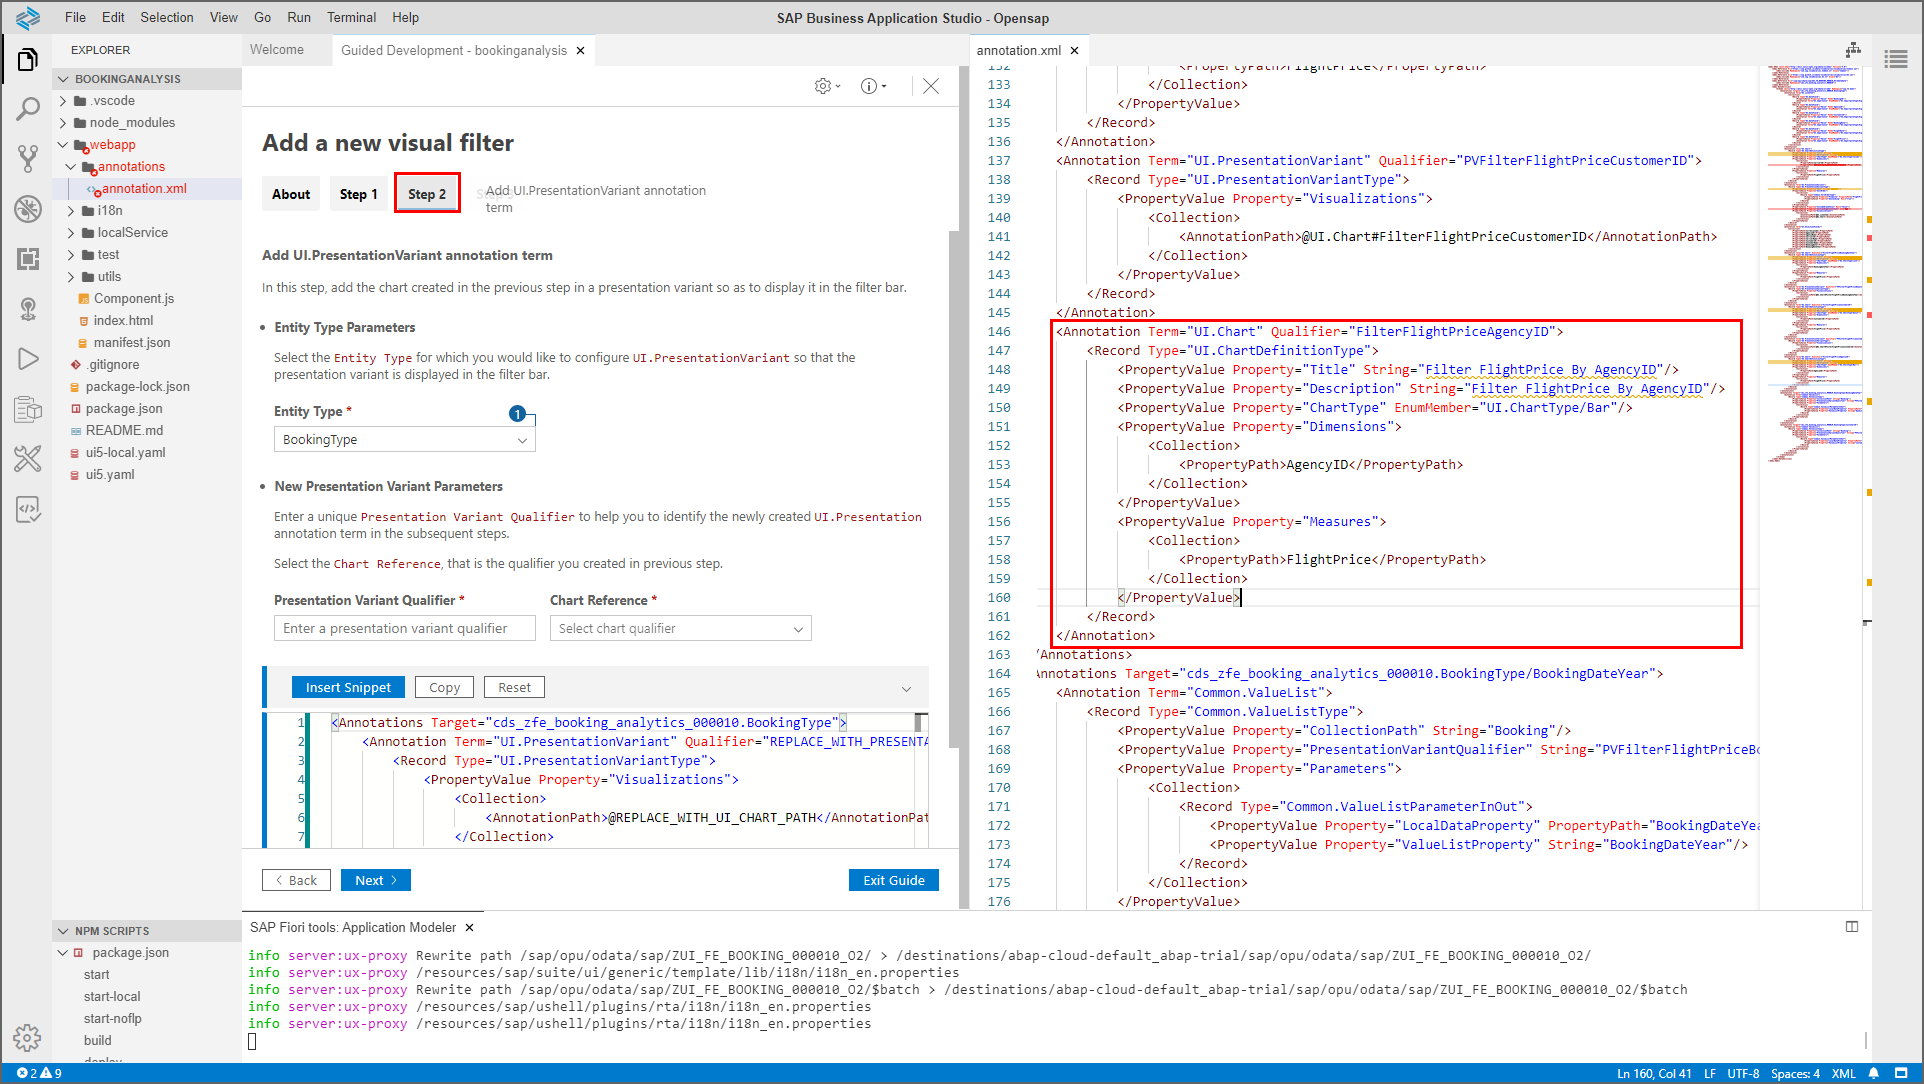 File Edit Selection View Go Run Terminal Help
SAP Business Application Studio - Opensap
EXPLORER
BOOKINGANALYSIS
.vscode
node_modules
webapp
annotations
annotation.xml
i18n
localService
test
utils
Component.js
index.html
manifest.json
.gitignore
package-lock.json
package.json
README.md
ui5-local.yaml
ui5.yaml
NPM SCRIPTS
package.json
start
start-local
start-noflp
build
deploy
Welcome
Guided Development - bookinganalysis
Add a new visual filter
About
Step 1
Step 2
Add UI.PresentationVariant annotation
term
Add UI.PresentationVariant annotation term
In this step, add the chart created in the previous step in a presentation variant so as to display it in the filter bar.
• Entity Type Parameters
Select the Entity Type for which you would like to configure UI.PresentationVariant so that the
presentation variant is displayed in the filter bar.
Entity Type *
1
BookingType
• New Presentation Variant Parameters
Enter a unique Presentation Variant Qualifier to help you to identify the newly created UI.Presentation
annotation term in the subsequent steps.
Select the Chart Reference, that is the qualifier you created in previous step.
Presentation Variant Qualifier * Chart Reference *
Enter a presentation variant qualifier Select chart qualifier
Insert Snippet Copy Reset
1 <Annotations Target="cds_zfe_booking_analytics_000010.BookingType">
2 <Annotation Term="UI.PresentationVariant" Qualifier="REPLACE_WITH_PRESENTA
3 <Record Type="UI.PresentationVariantType">
4 <PropertyValue Property="Visualizations">
5 <Collection>
6 <AnnotationPath>@REPLACE_WITH_UI_CHART_PATH</AnnotationPat
7 </Collection>
Back Next Exit Guide
annotation.xml
132 <PropertyPath>FlightPrice</PropertyPath>
133 </Collection>
134 </PropertyValue>
135 </Record>
136 </Annotation>
137 <Annotation Term="UI.PresentationVariant" Qualifier="PVFilterFlightPriceCustomerID">
138 <Record Type="UI.PresentationVariantType">
139 <PropertyValue Property="Visualizations">
140 <Collection>
141 <AnnotationPath>@UI.Chart#FilterFlightPriceCustomerID</AnnotationPath>
142 </Collection>
143 </PropertyValue>
144 </Record>
145 </Annotation>
146 <Annotation Term="UI.Chart" Qualifier="FilterFlightPriceAgencyID">
147 <Record Type="UI.ChartDefinitionType">
148 <PropertyValue Property="Title" String="Filter FlightPrice By AgencyID"/>
149 <PropertyValue Property="Description" String="Filter FlightPrice By AgencyID"/>
150 <PropertyValue Property="ChartType" EnumMember="UI.ChartType/Bar"/>
151 <PropertyValue Property="Dimensions">
152 <Collection>
153 <PropertyPath>AgencyID</PropertyPath>
154 </Collection>
155 </PropertyValue>
156 <PropertyValue Property="Measures">
157 <Collection>
158 <PropertyPath>FlightPrice</PropertyPath>
159 </Collection>
160 </PropertyValue>
161 </Record>
162 </Annotation>
163 /Annotations>
164 Annotations Target="cds_zfe_booking_analytics_000010.BookingType/BookingDateYear">
165 <Annotation Term="Common.ValueList">
166 <Record Type="Common.ValueListType">
167 <PropertyValue Property="CollectionPath" String="Booking"/>
168 <PropertyValue Property="PresentationVariantQualifier" String="PVFilterFlightPriceBo
169 <PropertyValue Property="Parameters">
170 <Collection>
171 <Record Type="Common.ValueListParameterInOut">
172 <PropertyValue Property="LocalDataProperty" PropertyPath="BookingDateYea
173 <PropertyValue Property="ValueListProperty" String="BookingDateYear"/>
174 </Record>
175 </Collection>
176 </PropertyValue>
SAP Fiori tools: Application Modeler
info server:ux-proxy Rewrite path /sap/opu/odata/sap/ZUI_FE_BOOKING_000010_O2/ > /destinations/abap-cloud-default_abap-trial/sap/opu/odata/sap/ZUI_FE_BOOKING_000010_O2/
info server:ux-proxy /resources/sap/suite/ui/generic/template/lib/i18n/i18n_en.properties
info server:ux-proxy Rewrite path /sap/opu/odata/sap/ZUI_FE_BOOKING_000010_O2/$batch > /destinations/abap-cloud-default_abap-trial/sap/opu/odata/sap/ZUI_FE_BOOKING_000010_O2/$batch
info server:ux-proxy /resources/sap/ushell/plugins/rta/i18n/i18n_en.properties
info server:ux-proxy /resources/sap/ushell/plugins/rta/i18n/i18n_en.properties
2 9
Ln 160, Col 41 LF UTF-8 Spaces: 4 XML